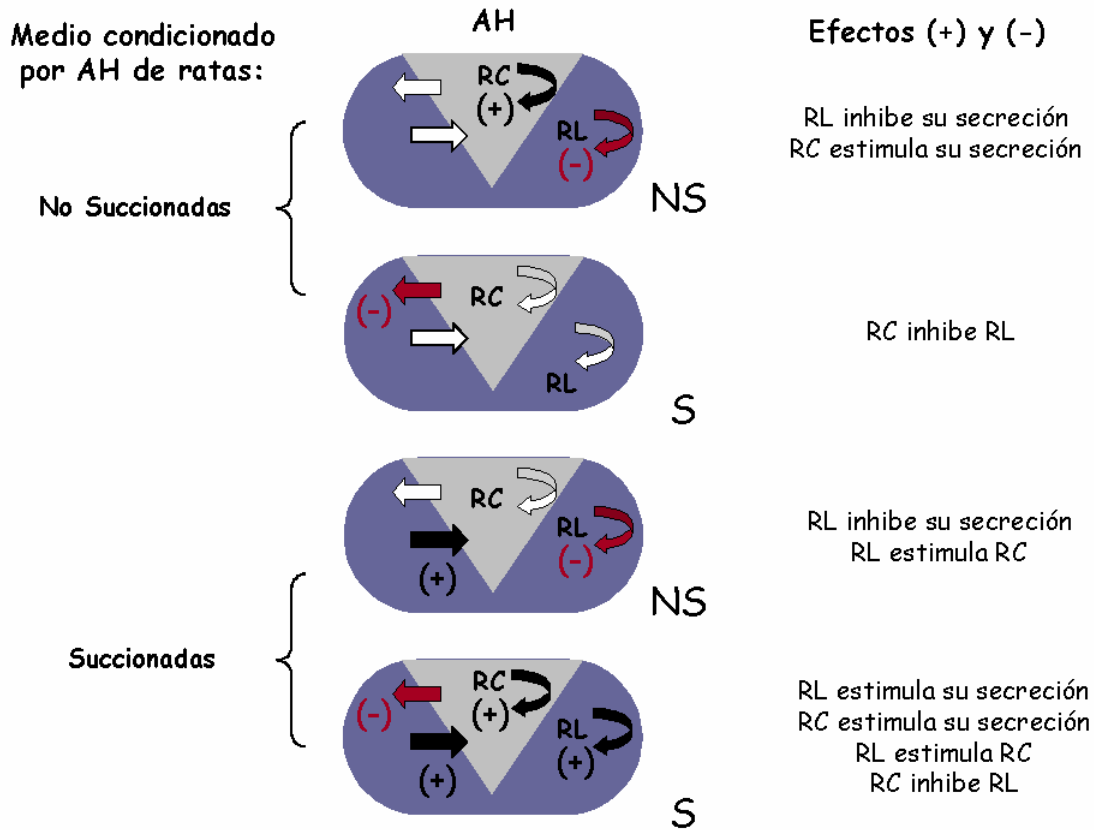 Medio condicionado
por AH de ratas:
AH
Efectos (+) y (-)
No Succionadas
RC
(+)
RL
(-)
NS
RL inhibe su secreción
RC estimula su secreción
(-)
RC
RL
S
RC inhibe RL
Succionadas
RC
(+)
RL
(-)
NS
RL inhibe su secreción
RL estimula RC
(-)
RC
(+)
(+)
RL
(+)
S
RL estimula su secreción
RC estimula su secreción
RL estimula RC
RC inhibe RL